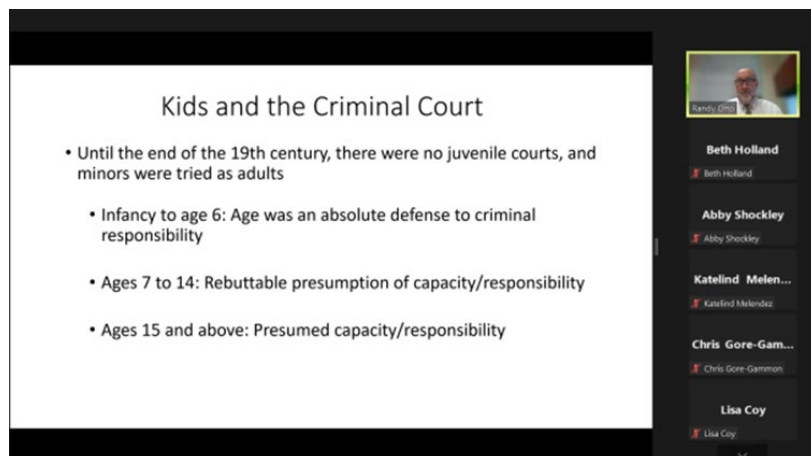 Kids and the Criminal Court
• Until the end of the 19th century, there were no juvenile courts, and
minors were tried as adults
• Infancy to age 6: Age was an absolute defense to criminal
responsibility
• Ages 7 to 14: Rebuttable presumption of capacity/responsibility
• Ages 15 and above: Presumed capacity/responsibility
Randy Otto
Beth Holland
Beth Holland
Abby Shockley
Abby Shockley
Katelind Melen...
Katelind Melendez
Chris Gore-Gam...
Chris Gore-Gammon
Lisa Coy
Lisa Coy